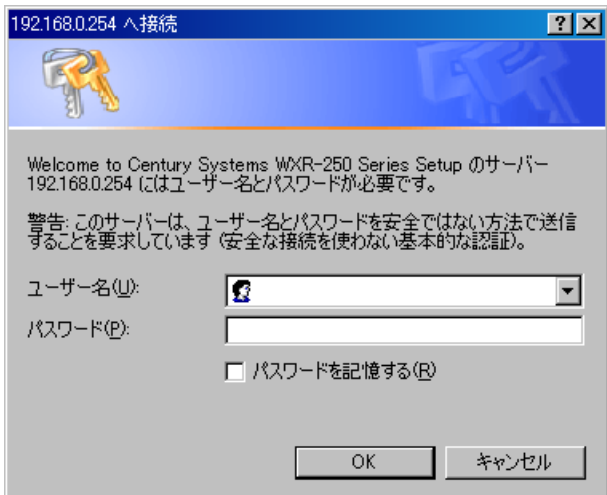 192.168.0.254 へ接続
Welcome to Century Systems WXR-250 Series Setup のサーバー
192.168.0.254 にはユーザー名とパスワードが必要です。
警告: このサーバーは、ユーザー名とパスワードを安全ではない方法で送信
することを要求しています (安全な接続を使わない基本的な認証)。
ユーザー名(U):
パスワード(P):
パスワードを記憶する(R)
OK キャンセル